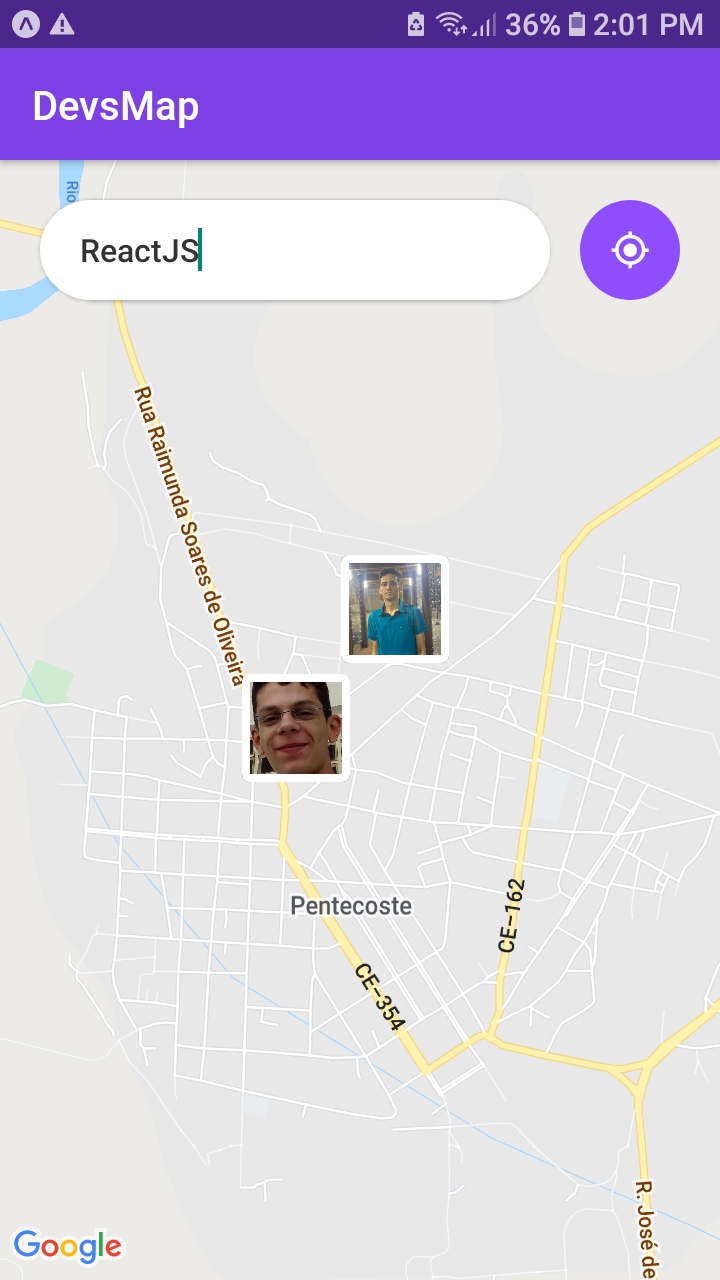 36% 2:01 PM
DevsMap
Rio
ReactJS
Rua Raimunda Soares de Oliveira
Pentecoste
CE-162
CE-354
R. José de
Google